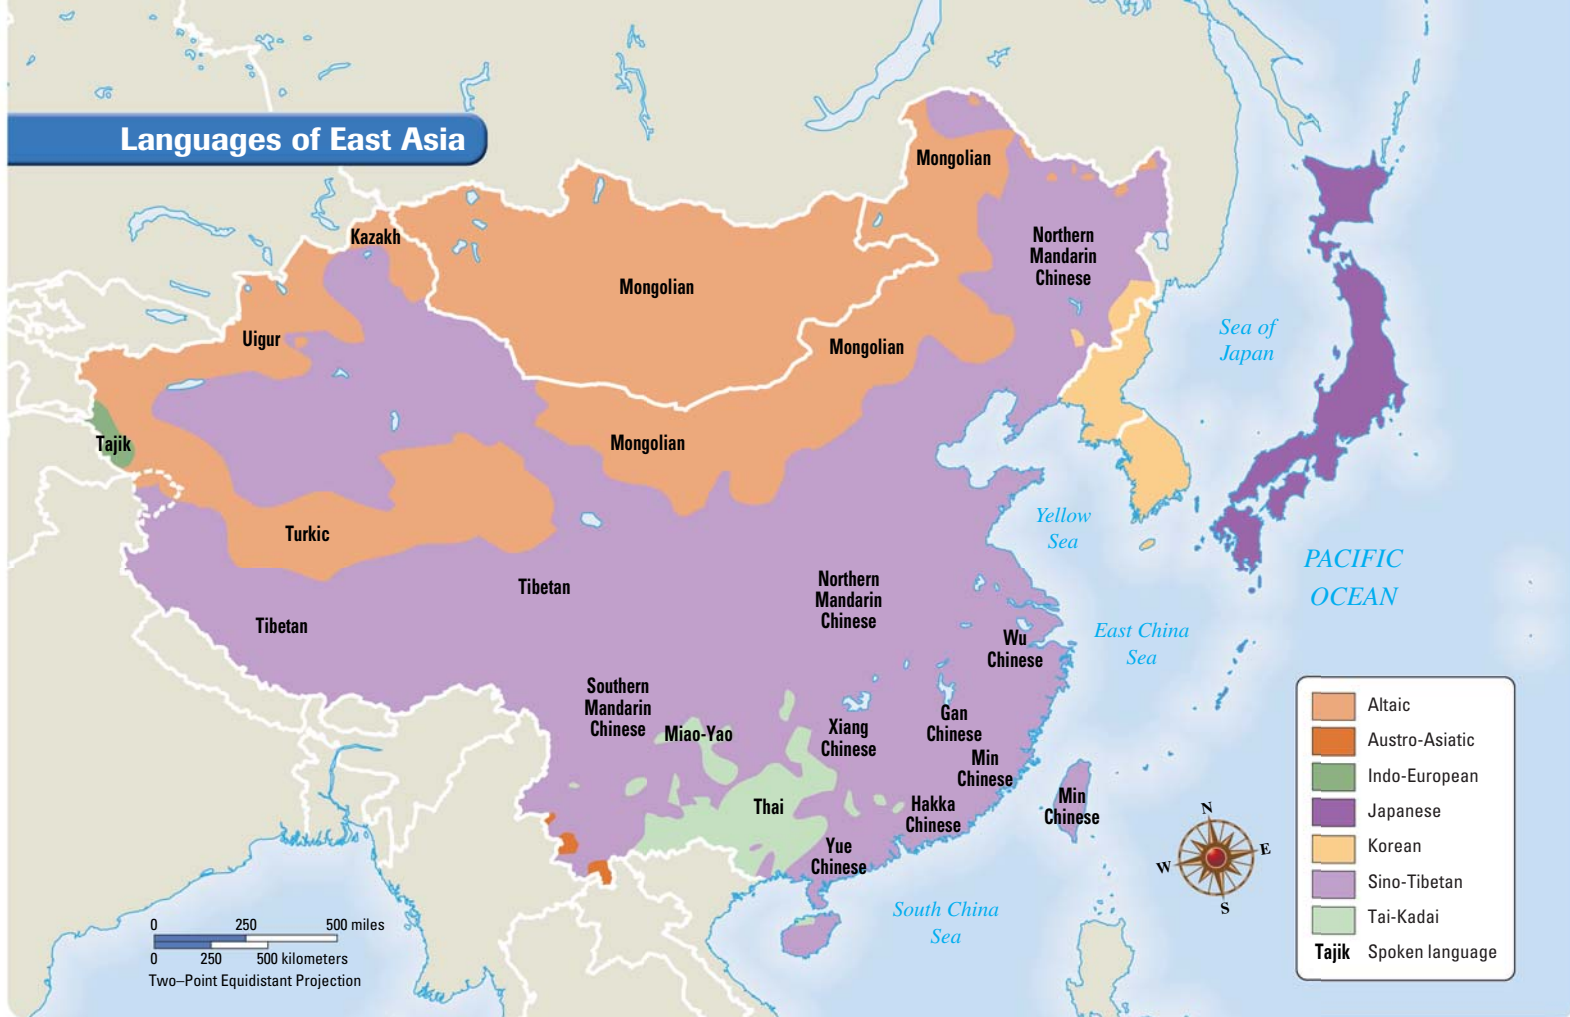 Languages of East Asia
Mongolian
Kazakh
Northern
Mandarin
Chinese
Mongolian
Uigur
Mongolian
Sea of
Japan
Tajik
Mongolian
Turkic
Yellow
Sea
PACIFIC
OCEAN
Tibetan
Northern
Mandarin
Chinese
Tibetan
Wu
Chinese
East China
Sea
Southern
Mandarin
Chinese
Miao-Yao
Xiang
Chinese
Gan
Chinese
Min
Chinese
Thai
Hakka
Chinese
Min
Chinese
Yue
Chinese
South China
Sea
N
W
E
S
Altaic
Austro-Asiatic
Indo-European
Japanese
Korean
Sino-Tibetan
Tai-Kadai
Tajik Spoken language
0 250 500 miles
0 250 500 kilometers
Two–Point Equidistant Projection